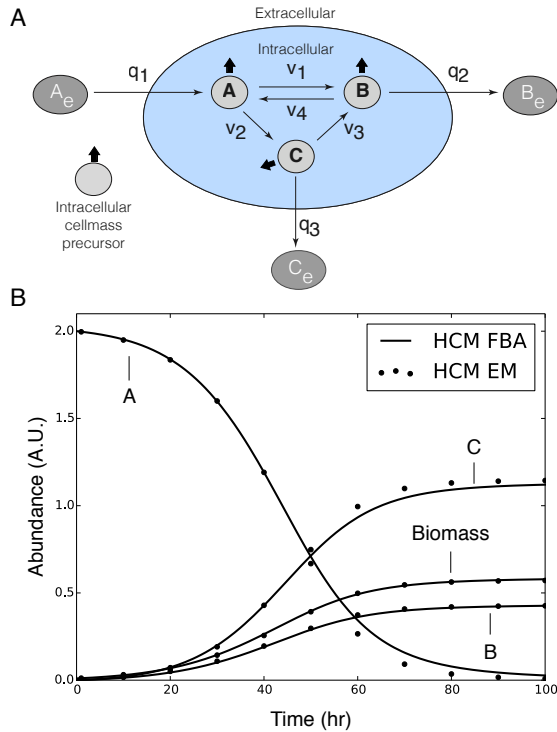 A
Extracellular
Intracellular
q1
v1
q2
Ae
A
B
Be
v4
v2
v3
C
Intracellular
cellmass
precursor
q3
Ce
B
2.0
1.5
1.0
0.5
0.0
Abundance (A.U.)
HCM FBA
HCM EM
A
C
Biomass
B
0
20
40
60
80
100
Time (hr)